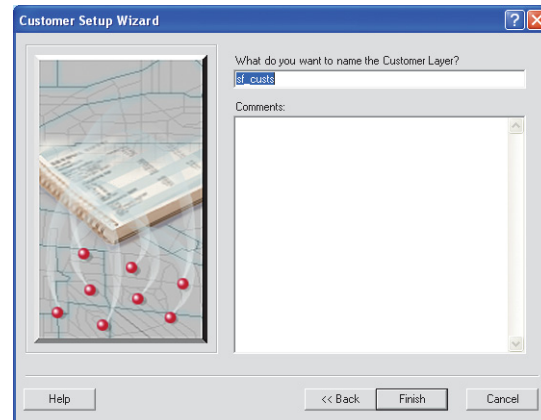 Customer Setup Wizard
What do you want to name the Customer Layer?
sf_custs
Comments:
Help
<< Back
Finish
Cancel